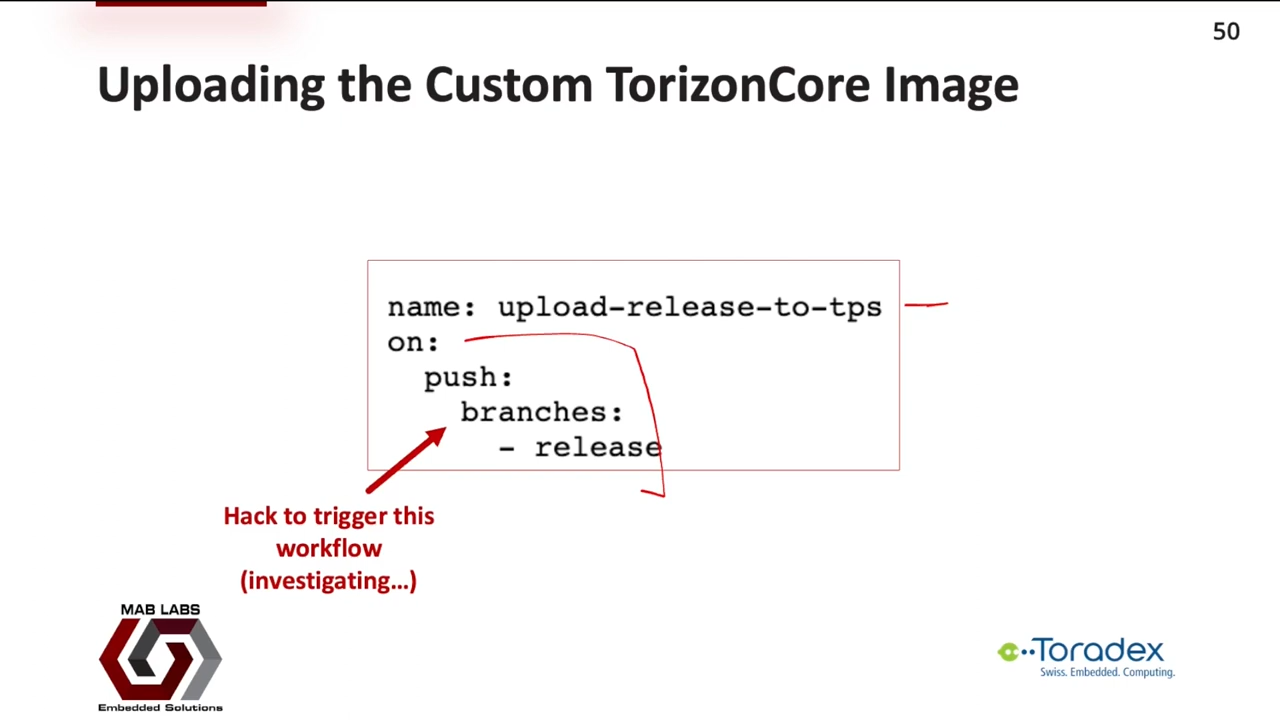 50
Uploading the Custom TorizonCore Image
name: upload-release-to-tps
on:
push:
branches:
- release
Hack to trigger this
workflow
(investigating...)
MAB LABS
Embedded Solutions
Toradex
Swiss. Embedded. Computing.